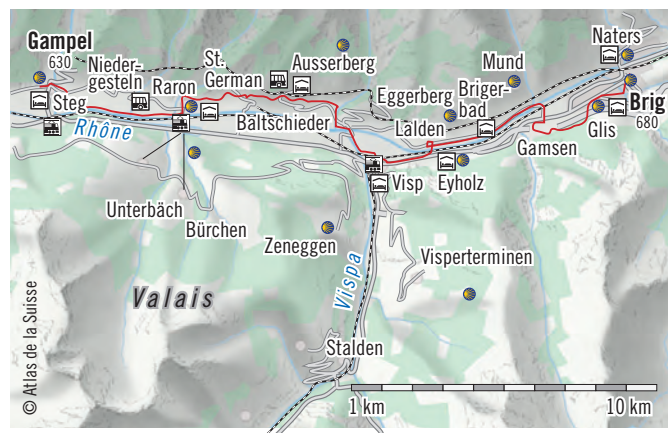 Gampel
630
Nieder-
gesteln
St.
German
Ausserberg
Mund
Naters
Steg
Raron
Eggerberg
Briger-
bad
Rhône
Baltschieder
Lalden
Gamsen
Glis
Brig
680
Visp
Eyholz
Unterbäch
Bürchen
Zeneggen
Visperterminen
Valais
Viispa
Stalden
1 km
10 km
© Atlas de la Suisse